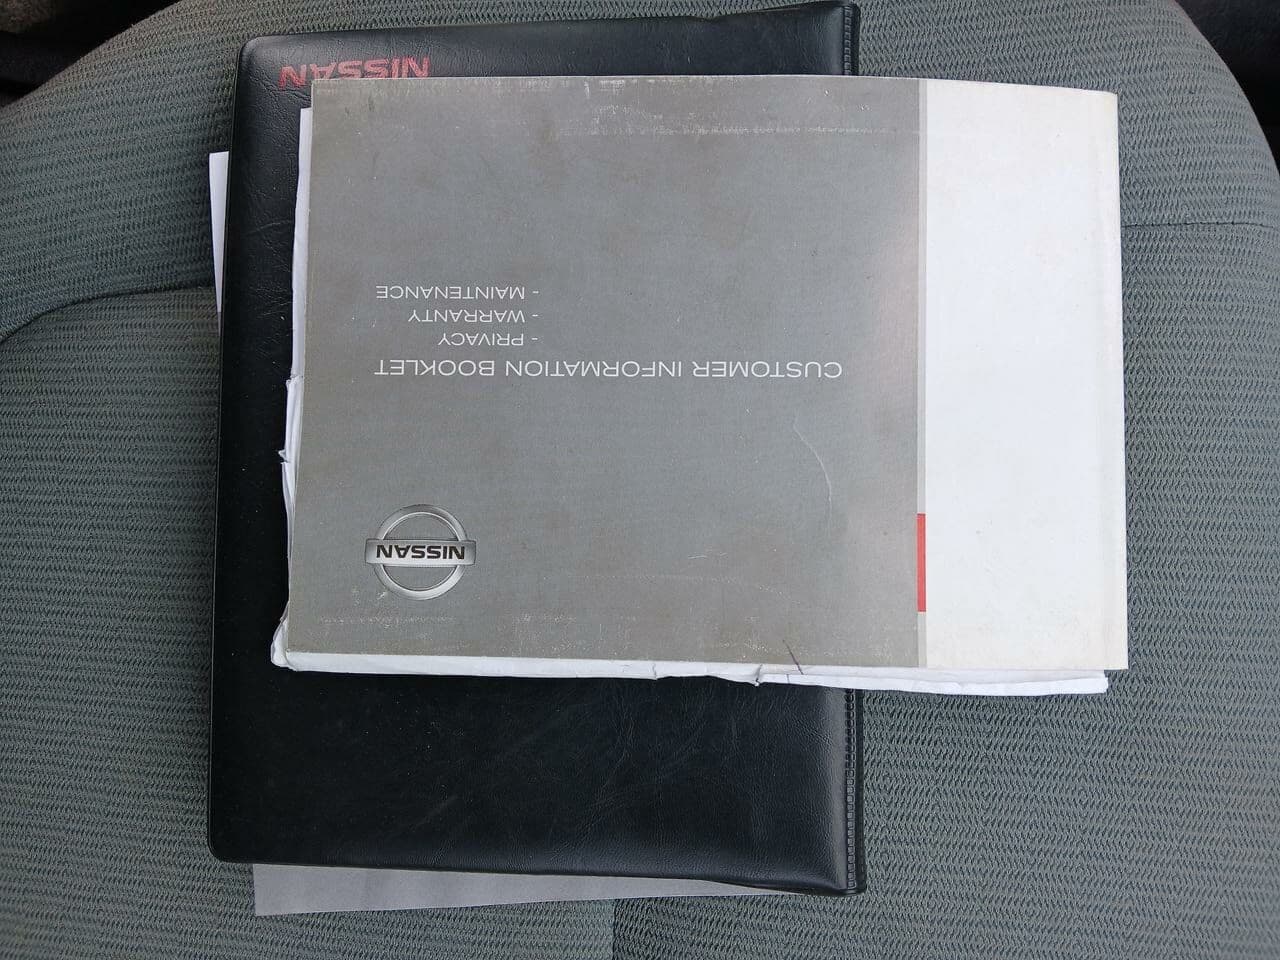 NISSAN
CUSTOMER INFORMATION BOOKLET
- PRIVACY
- WARRANTY
- MAINTENANCE
NISSAN